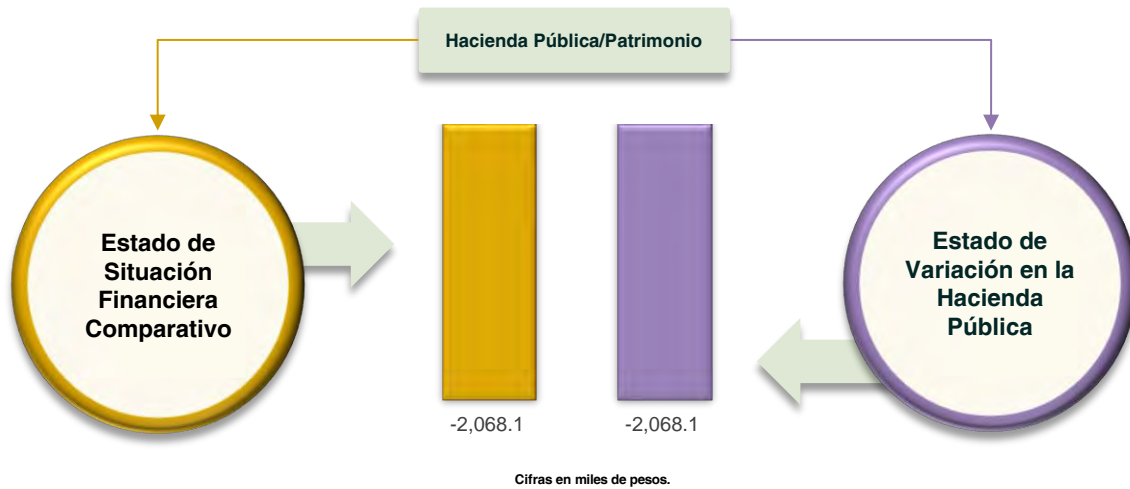 Hacienda Pública/Patrimonio
Estado de
Situación
Financiera
Comparativo
Estado de
Variación en la
Hacienda
Pública
-2,068.1
-2,068.1
Cifras en miles de pesos.